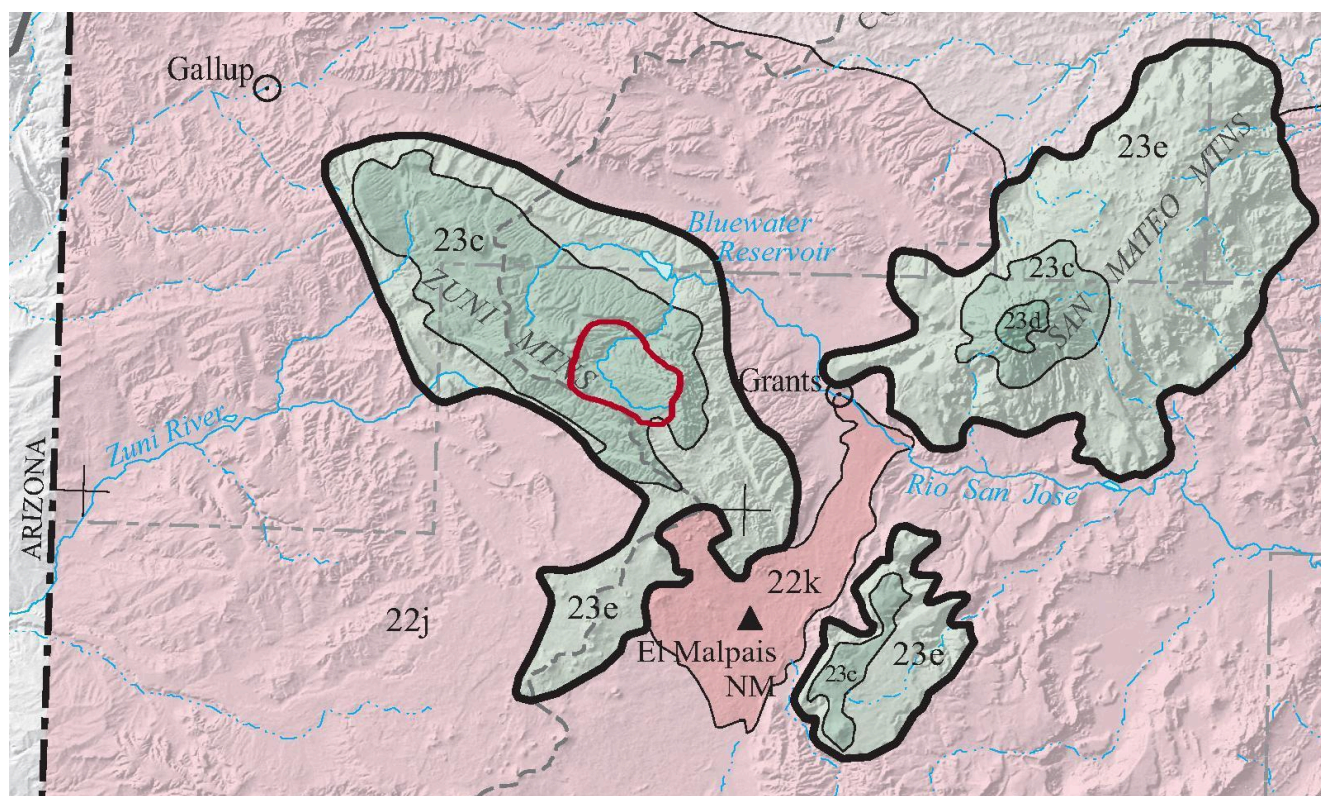 Gallup
23e
SAN MATEO MTNS
Bluewater
Reservoir
23c
23c
ZUNI MTNS
23d
Grants
Zuni River
Rio San Jose
ARIZONA
22k
23e
22j
El Malpais
NM
23e
23c